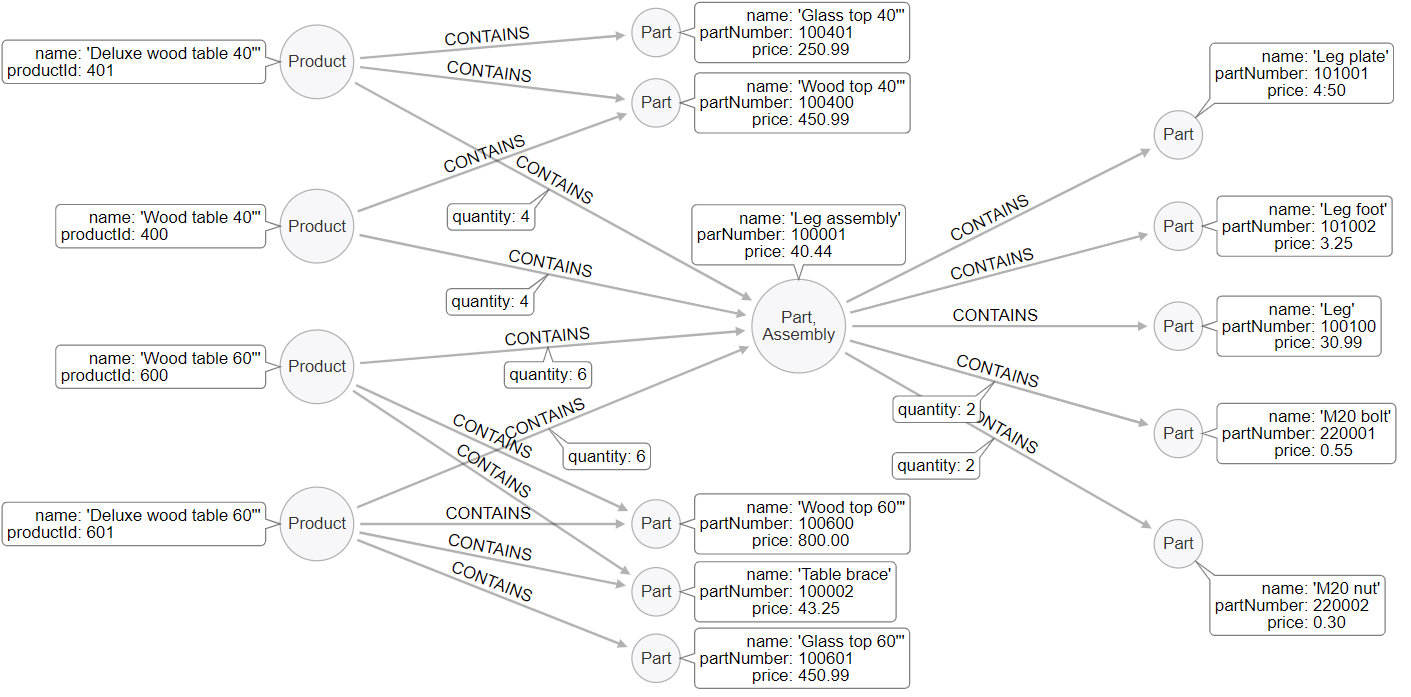 name: 'Deluxe wood table 40"'
productId: 401
Product
CONTAINS
CONTAINS
CONTAINS
quantity: 4
Part
name: 'Glass top 40"'
partNumber: 100401
price: 250.99
Part
name: 'Wood top 40"'
partNumber: 100400
price: 450.99
name: 'Wood table 40"'
productId: 400
Product
CONTAINS
CONTAINS
quantity: 4
name: 'Leg assembly'
parNumber: 100001
price: 40.44
Part,
Assembly
name: 'Wood table 60"'
productId: 600
Product
CONTAINS
quantity: 6
CONTAINS
CONTAINS
name: 'Deluxe wood table 60"'
productId: 601
Product
CONTAINS
quantity: 6
CONTAINS
CONTAINS
CONTAINS
Part
name: 'Wood top 60"'
partNumber: 100600
price: 800.00
Part
name: 'Table brace'
partNumber: 100002
price: 43.25
Part
name: 'Glass top 60"'
partNumber: 100601
price: 450.99
CONTAINS
CONTAINS
CONTAINS
CONTAINS
quantity: 2
CONTAINS
quantity: 2
name: 'Leg plate'
partNumber: 101001
price: 4:50
Part
Part
name: 'Leg foot'
partNumber: 101002
price: 3.25
Part
name: 'Leg'
partNumber: 100100
price: 30.99
Part
name: 'M20 bolt'
partNumber: 220001
price: 0.55
Part
name: 'M20 nut'
partNumber: 220002
price: 0.30